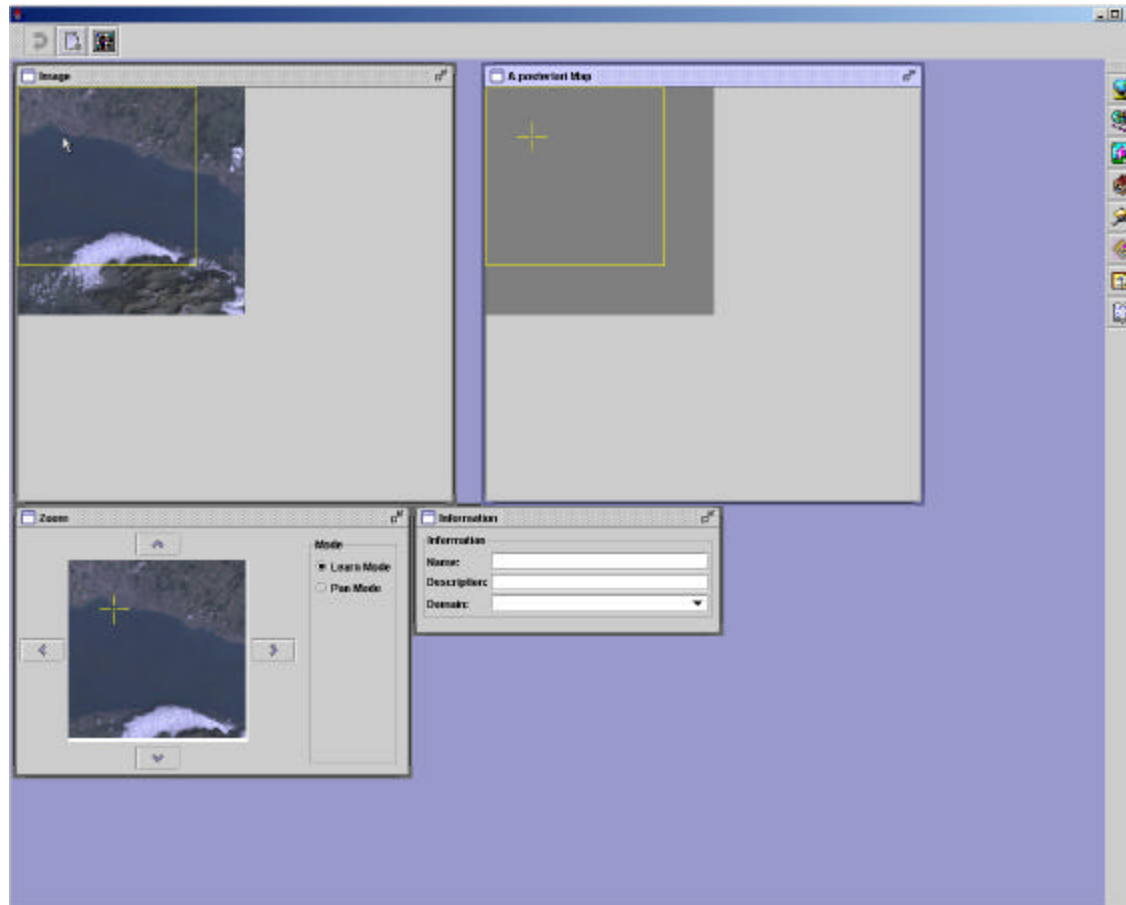 Image
A posteriori Map
Zoom
Mode
Learn Mode
Pan Mode
Information
Information
Name:
Description:
Domain: